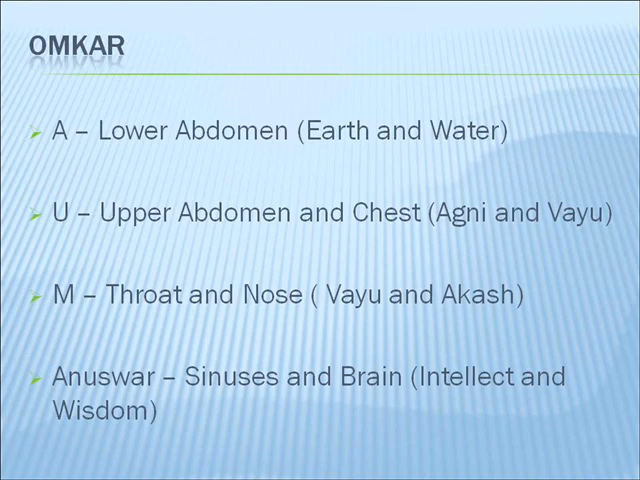 OMKAR
A – Lower Abdomen (Earth and Water)
U – Upper Abdomen and Chest (Agni and Vayu)
M – Throat and Nose ( Vayu and Akash)
Anuswar – Sinuses and Brain (Intellect and
Wisdom)